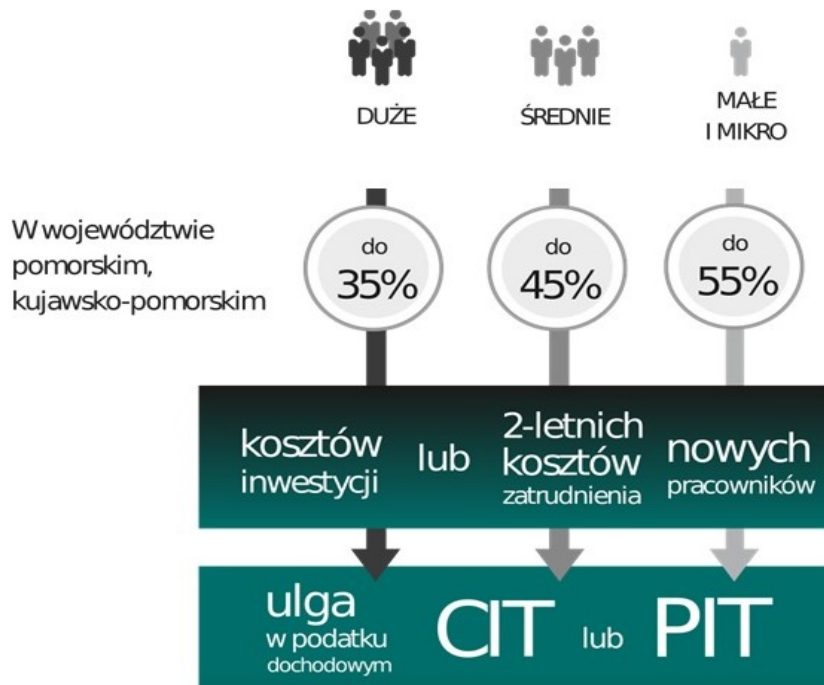 DUŻE
ŚREDNIE
MAŁE
I MIKRO
W województwie
pomorskim,
kujawsko-pomorskim
do
35%
do
45%
do
55%
kosztów
inwestycji
lub
2-letnich
kosztów
zatrudnienia
nowych
pracowników
ulga
w podatku
dochodowym
CIT lub PIT